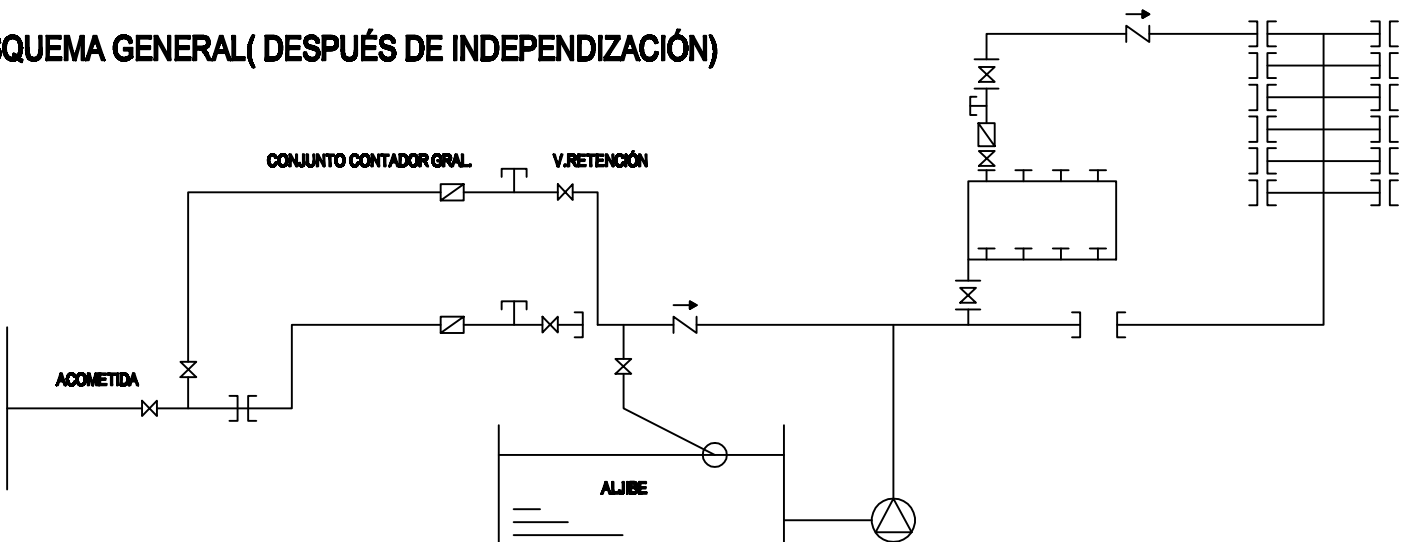 SQUEMA GENERAL( DESPUÉS DE INDEPENDIZACIÓN)
CONJUNTO CONTADOR GRAL. V.RETENCIÓN
ACOMETIDA
ALJIBE